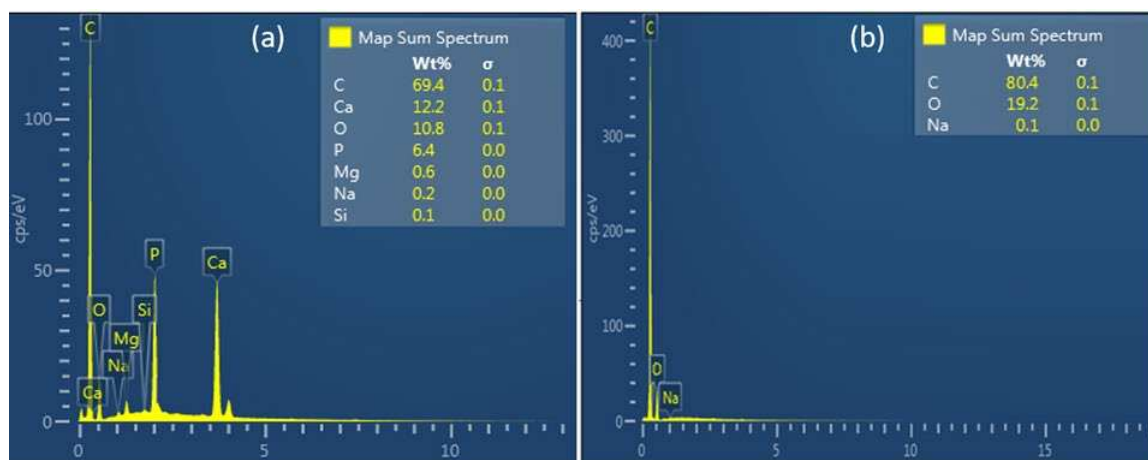 (a)
Map Sum Spectrum
Wt% σ
C 69.4 0.1
Ca 12.2 0.1
O 10.8 0.1
P 6.4 0.0
Mg 0.6 0.0
Na 0.2 0.0
Si 0.1 0.0
C
P
Ca
O
Si
Mg
Na
Ca
cps/eV
100
50
0
0 5 10
(b)
Map Sum Spectrum
Wt% σ
C 80.4 0.1
O 19.2 0.1
Na 0.1 0.0
C
O
Na
cps/eV
400
300
200
100
0
0 5 10 15